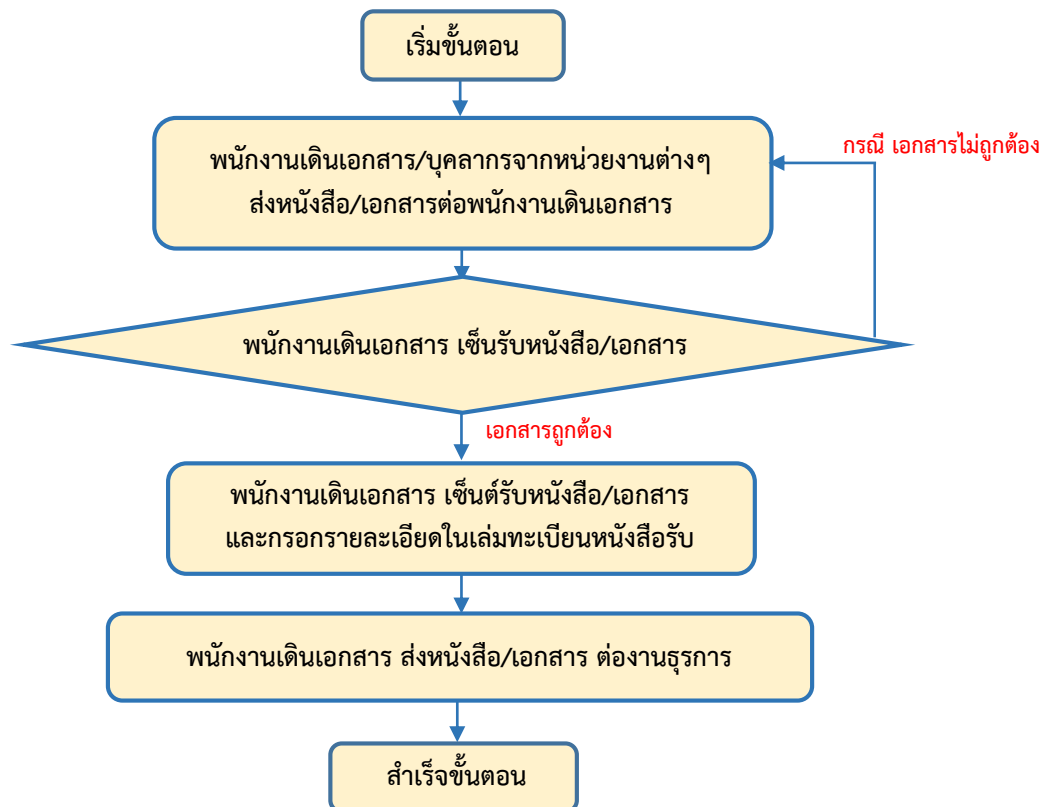 เริ่มขั้นตอน
กรณี เอกสารไม่ถูกต้อง
พนักงานเดินเอกสาร/บุคลากรจากหน่วยงานต่างๆ
ส่งหนังสือ/เอกสารต่อพนักงานเดินเอกสาร
พนักงานเดินเอกสาร เซ็นรับหนังสือ/เอกสาร
เอกสารถูกต้อง
พนักงานเดินเอกสาร เซ็นต์รับหนังสือ/เอกสาร
และกรอกรายละเอียดในเล่มทะเบียนหนังสือรับ
พนักงานเดินเอกสาร ส่งหนังสือ/เอกสาร ต่องานธุรการ
สำเร็จขั้นตอน